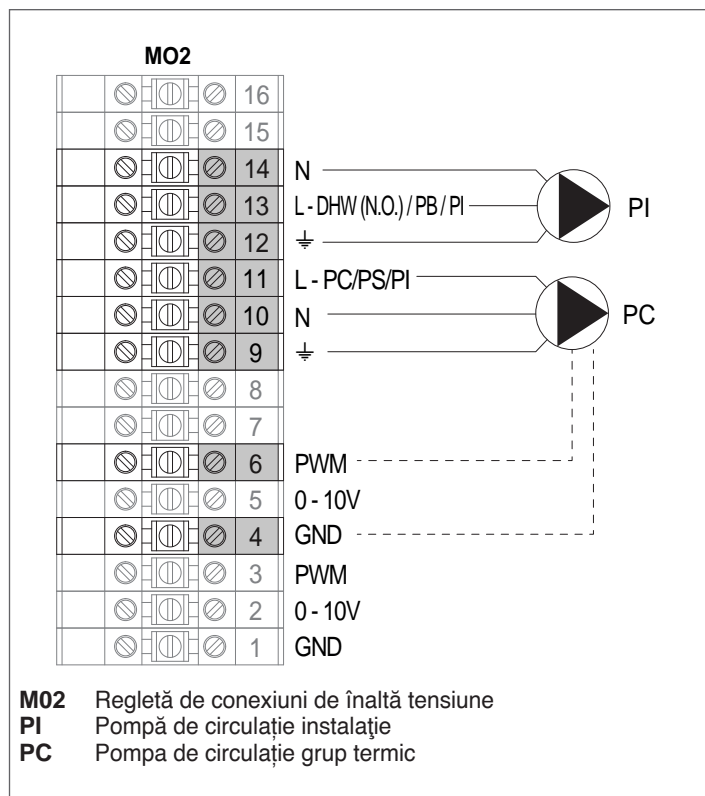 MO2
16
15
14 N
13 L - DHW (N.O.) / PB / PI PI
12
11 L - PC/PS/PI
10 N PC
9
8
7
6 PWM
5 0 - 10V
4 GND
3 PWM
2 0 - 10V
1 GND
M02 Regletă de conexiuni de înaltă tensiune
PI Pompă de circulație instalaţie
PC Pompa de circulație grup termic